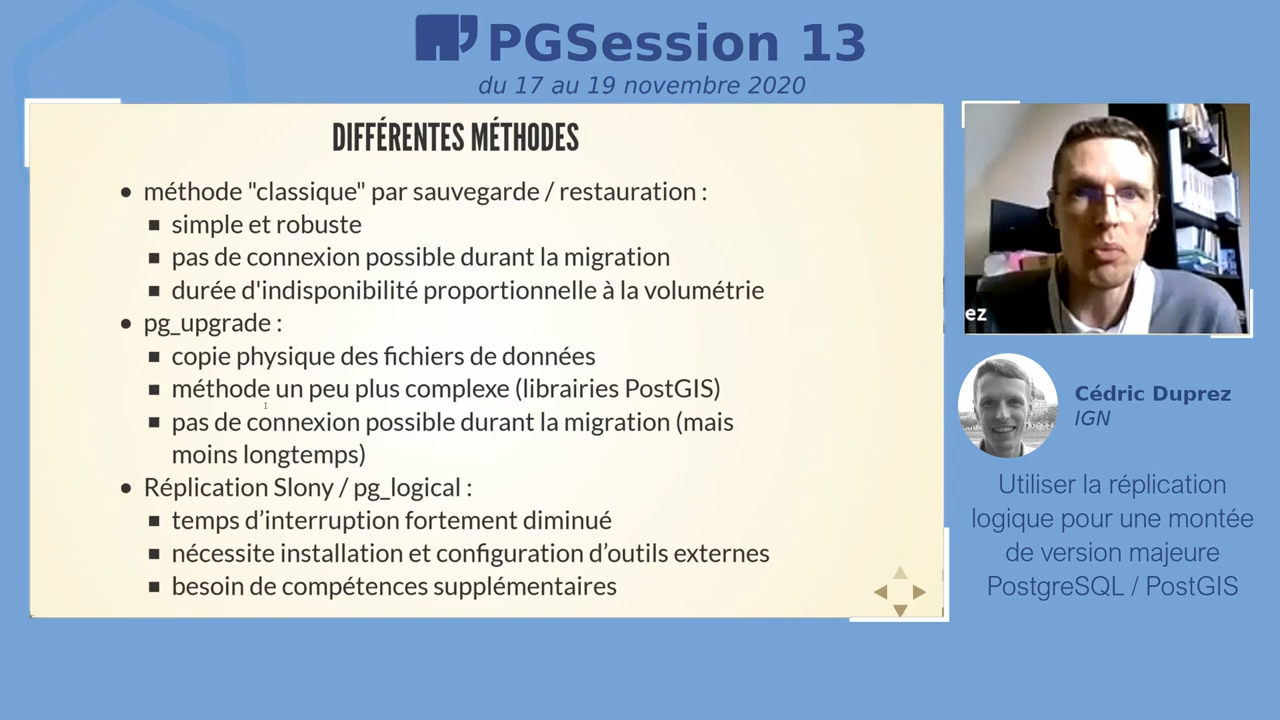 PGSession 13
du 17 au 19 novembre 2020
DIFFÉRENTES MÉTHODES
• méthode "classique" par sauvegarde / restauration :
▪ simple et robuste
▪ pas de connexion possible durant la migration
▪ durée d'indisponibilité proportionnelle à la volumétrie
• pg_upgrade :
▪ copie physique des fichiers de données
▪ méthode un peu plus complexe (librairies PostGIS)
▪ pas de connexion possible durant la migration (mais
moins longtemps)
• Réplication Slony / pg_logical :
▪ temps d’interruption fortement diminué
▪ nécessite installation et configuration d’outils externes
▪ besoin de compétences supplémentaires
ez
Cédric Duprez
IGN
Utiliser la réplication
logique pour une montée
de version majeure
PostgreSQL / PostGIS